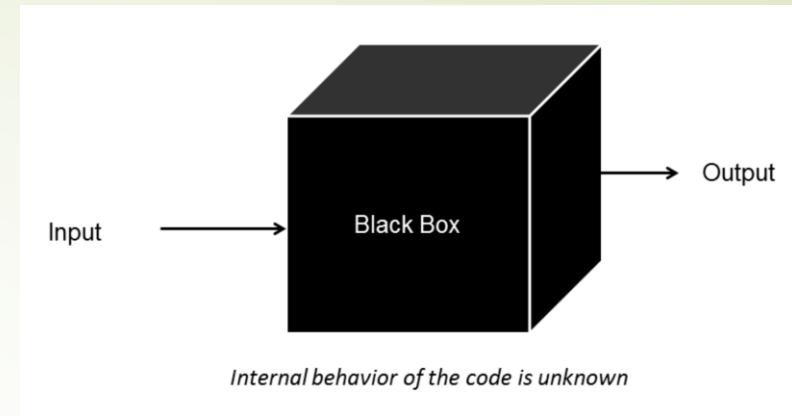 Output
Black Box
Input
Internal behavior of the code is unknown